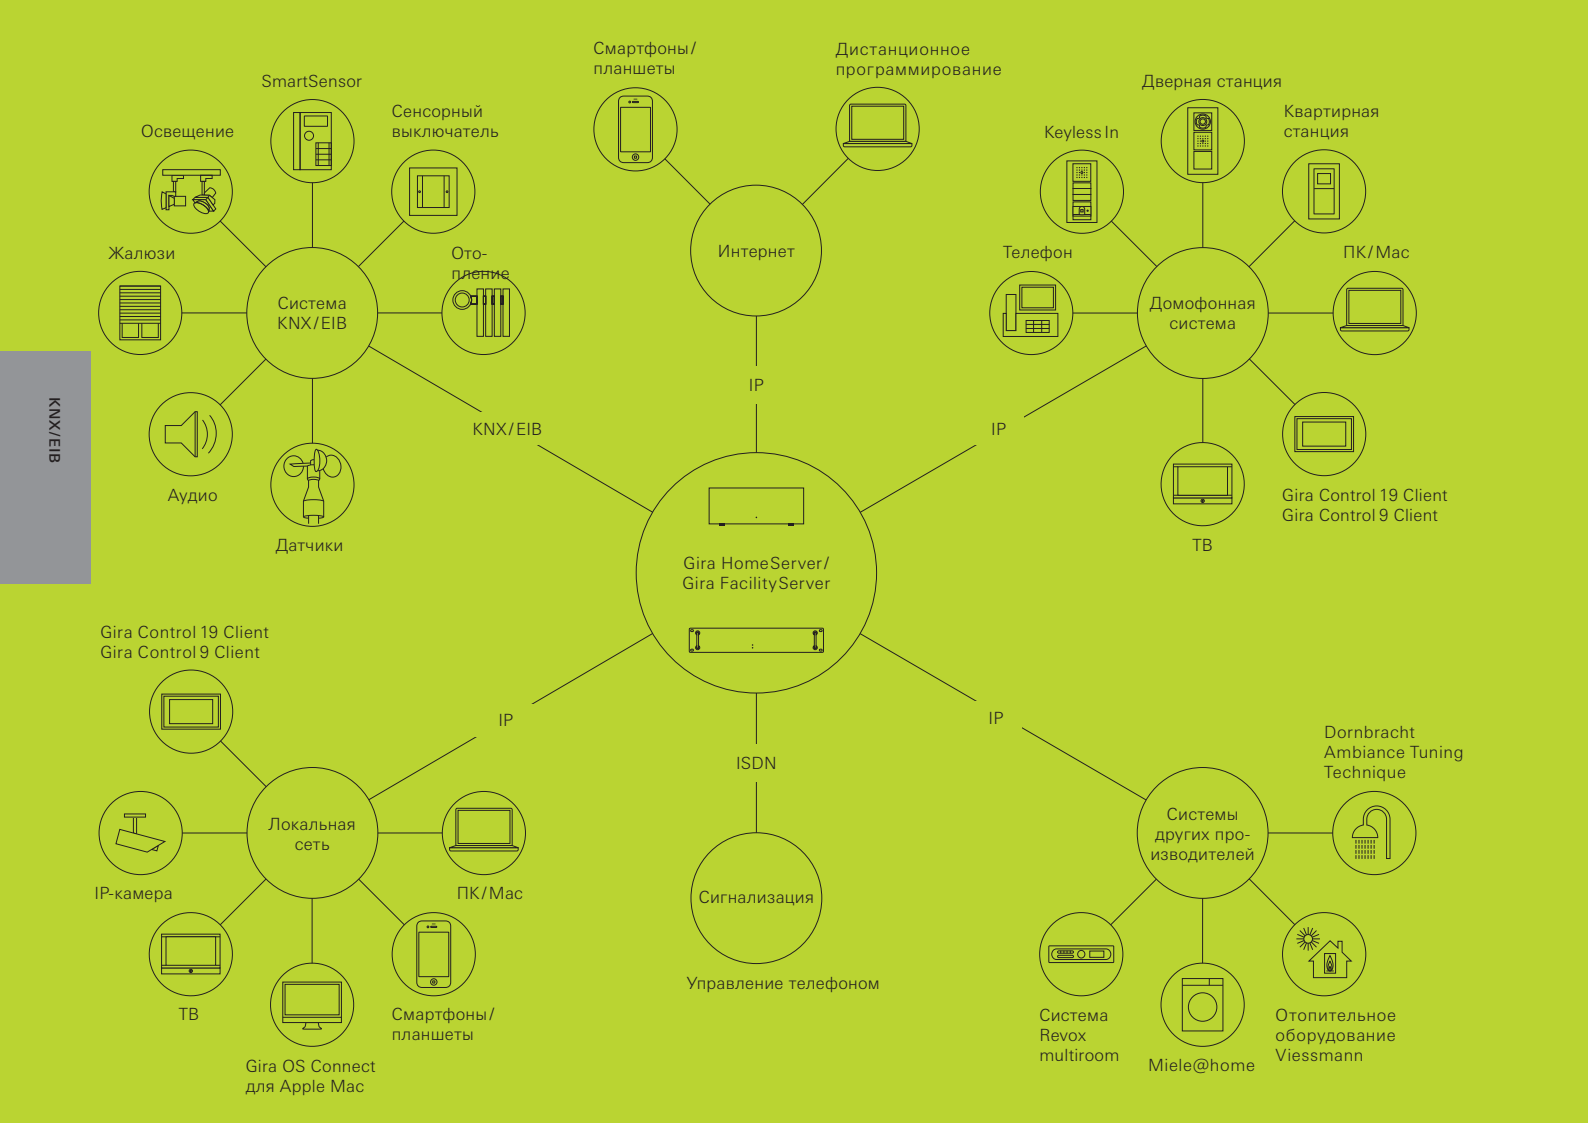 Смартфоны/
планшеты
Дистанционное
программирование
SmartSensor
Сенсорный
выключатель
Освещение
Жалюзи
Ото-
пление
Система
KNX/EIB
Аудио
Датчики
Интернет
IP
Дверная станция
Квартирная
станция
Keyless In
Телефон
ПК/Mac
Домофонная
система
Gira Control 19 Client
Gira Control 9 Client
ТВ
KNX/EIB
IP
KNX/EIB
Gira HomeServer/
Gira FacilityServer
Gira Control 19 Client
Gira Control 9 Client
IP
ISDN
IP
Локальная
сеть
IP-камера
ПК/Mac
ТВ
Смартфоны/
планшеты
Gira OS Connect
для Apple Mac
Сигнализация
Управление телефоном
Dornbracht
Ambiance Tuning
Technique
Системы
других про-
изводителей
Система
Revox
multiroom
Miele@home
Отопительное
оборудование
Viessmann